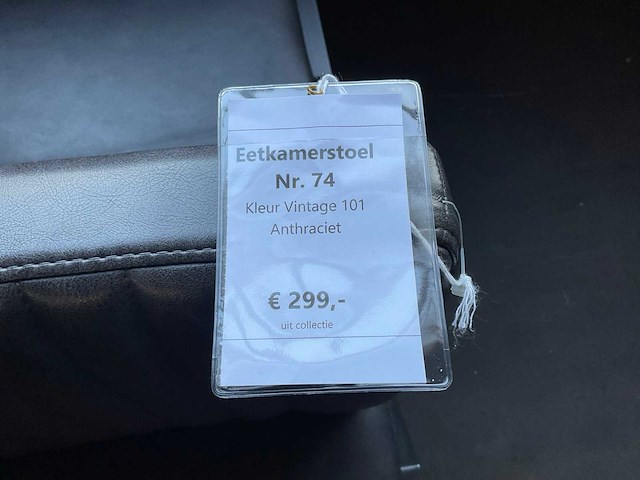 Eetkamerstoel
Nr. 74
Kleur Vintage 101
Anthraciet
€ 299,-
uit collectie